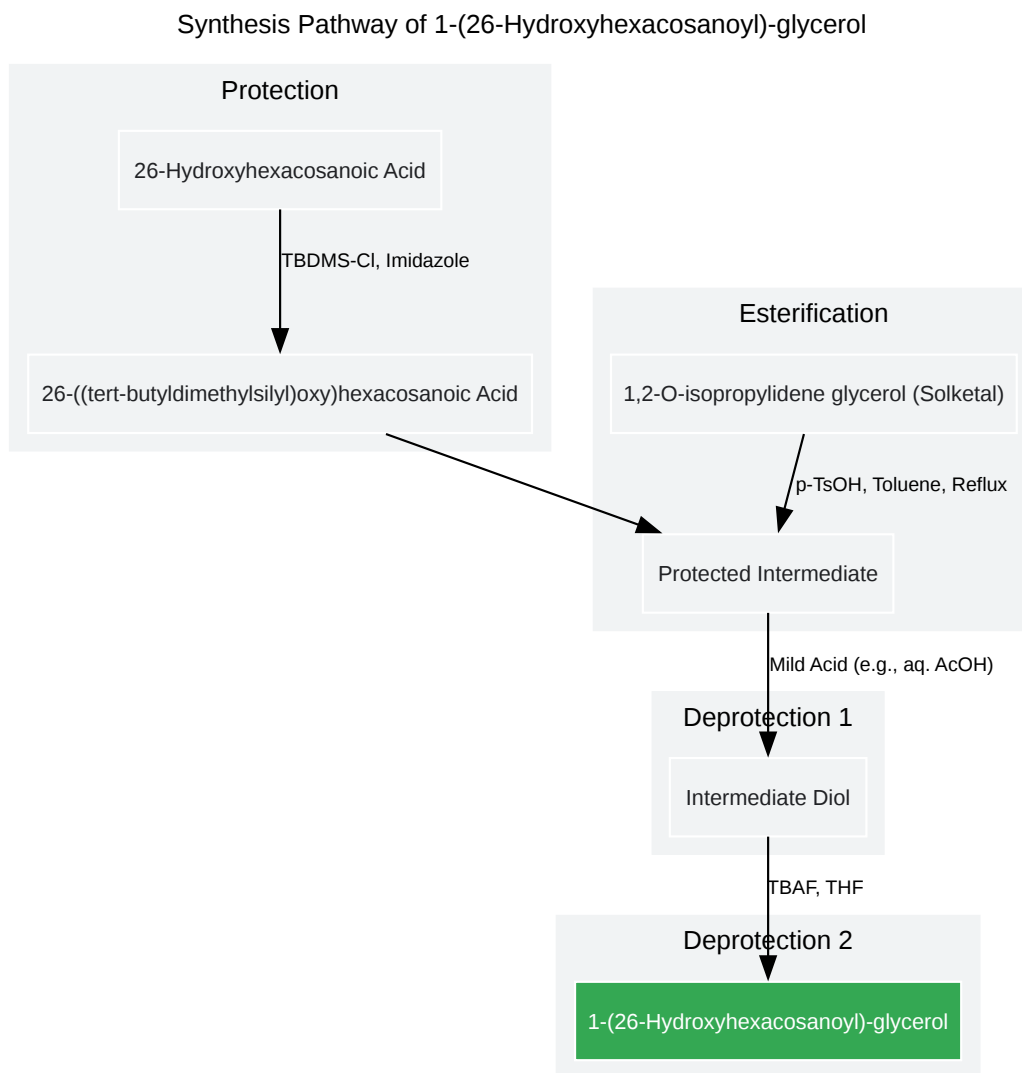 Synthesis Pathway of 1-(26-Hydroxyhexacosanoyl)-glycerol
Protection
26-Hydroxyhexacosanoic Acid
TBDMS-Cl, Imidazole
26-((tert-butyldimethylsilyl)oxy)hexacosanoic Acid
Esterification
1,2-O-isopropylidene glycerol (Solketal)
p-TsOH, Toluene, Reflux
Protected Intermediate
Mild Acid (e.g., aq. AcOH)
Deprotection 1
Intermediate Diol
TBAF, THF
Deprotection 2
1-(26-Hydroxyhexacosanoyl)-glycerol